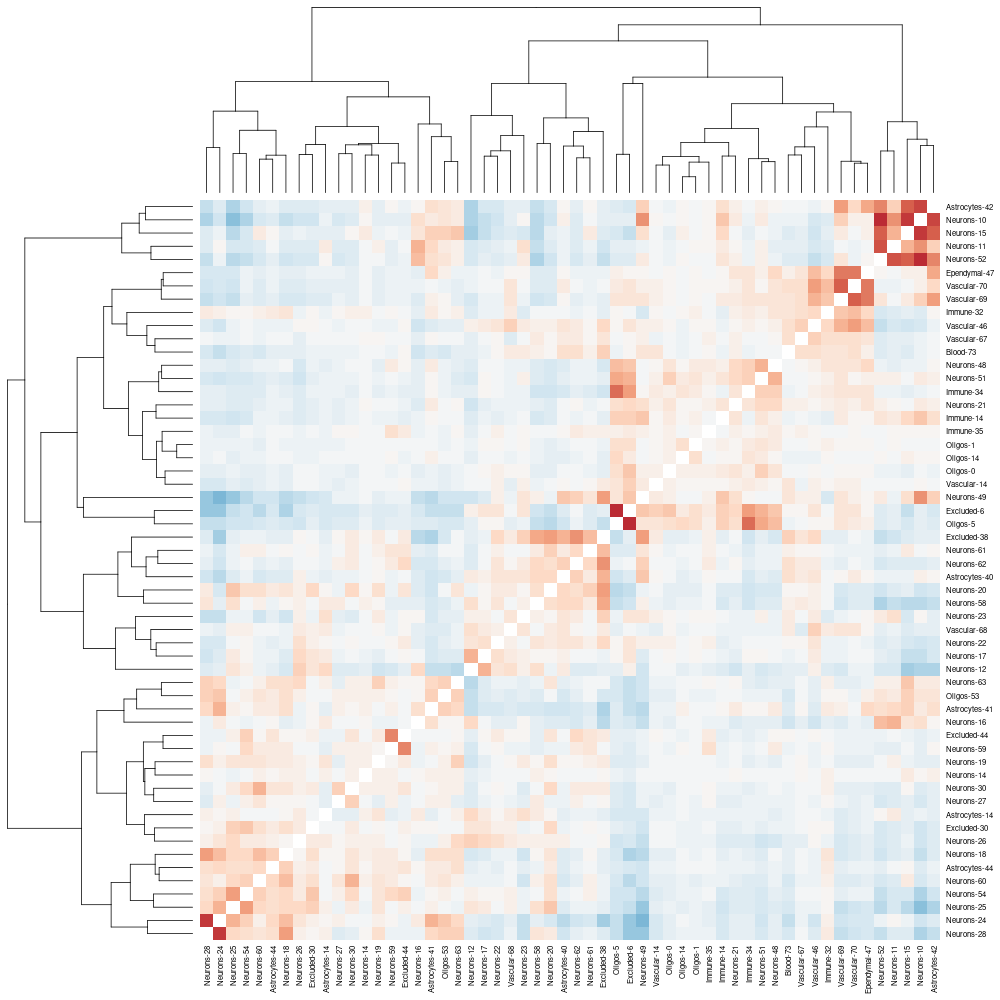 Astrocytes-42
Neurons-10
Neurons-15
Neurons-11
Neurons-52
Ependymal-47
Vascular-70
Vascular-69
Immune-32
Vascular-46
Vascular-67
Blood-73
Neurons-48
Neurons-51
Immune-34
Neurons-21
Immune-14
Immune-35
Oligos-1
Oligos-14
Oligos-0
Vascular-14
Neurons-49
Excluded-6
Oligos-5
Excluded-38
Neurons-61
Neurons-62
Astrocytes-40
Neurons-20
Neurons-58
Neurons-23
Vascular-68
Neurons-22
Neurons-17
Neurons-12
Neurons-63
Oligos-53
Astrocytes-41
Neurons-16
Excluded-44
Neurons-59
Neurons-19
Neurons-14
Neurons-30
Neurons-27
Astrocytes-14
Excluded-30
Neurons-26
Neurons-18
Astrocytes-44
Neurons-60
Neurons-54
Neurons-25
Neurons-24
Neurons-28
Neurons-28
Neurons-24
Neurons-25
Neurons-54
Neurons-60
Astrocytes-44
Neurons-18
Neurons-26
Excluded-30
Astrocytes-14
Neurons-27
Neurons-30
Neurons-14
Neurons-19
Neurons-59
Excluded-44
Neurons-16
Astrocytes-41
Oligos-53
Neurons-63
Neurons-12
Neurons-17
Neurons-22
Vascular-68
Neurons-23
Neurons-58
Neurons-20
Astrocytes-40
Neurons-62
Neurons-61
Excluded-38
Oligos-5
Excluded-6
Neurons-49
Vascular-14
Oligos-0
Oligos-14
Oligos-1
Immune-35
Immune-14
Neurons-21
Immune-34
Neurons-51
Neurons-48
Blood-73
Vascular-67
Vascular-46
Immune-32
Vascular-69
Vascular-70
Ependymal-47
Neurons-52
Neurons-11
Neurons-15
Neurons-10
Astrocytes-42